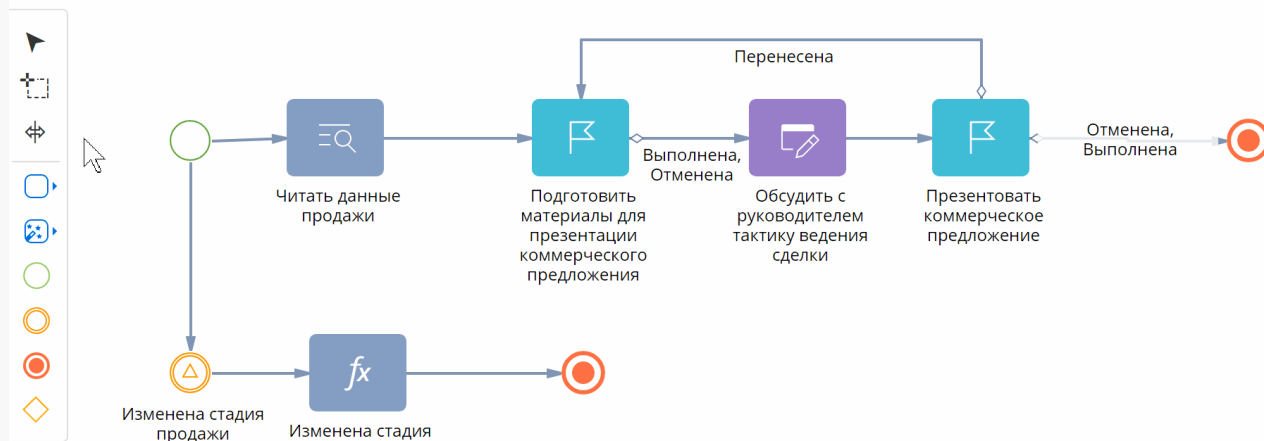 Перенесена
Выполнена,
Отменена
Отменена,
Выполнена
Читать данные
продажи
Подготовить
материалы для
презентации
коммерческого
предложения
Обсудить с
руководителем
тактику ведения
сделки
Презентовать
коммерческое
предложение
fx
Изменена стадия
продажи
Изменена стадия